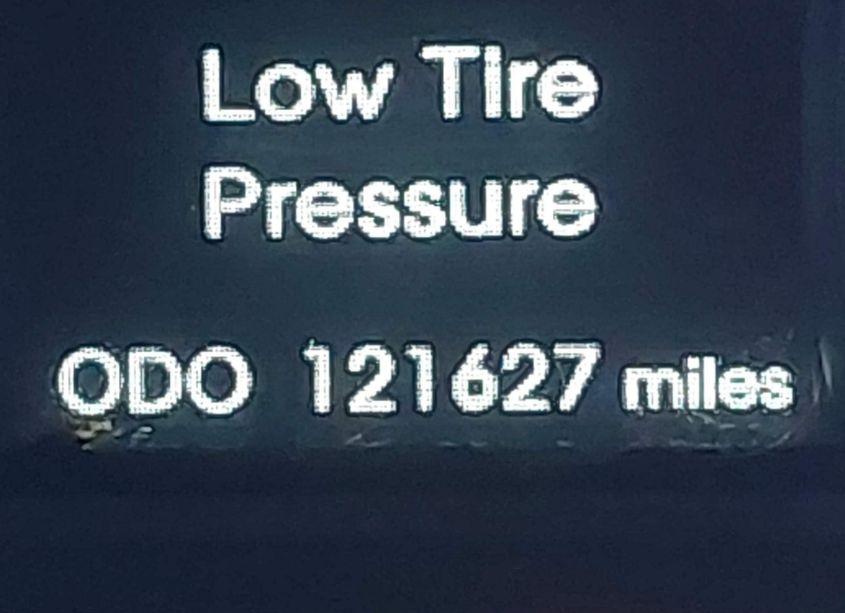 Low Tire
Pressure
ODO 121627 miles